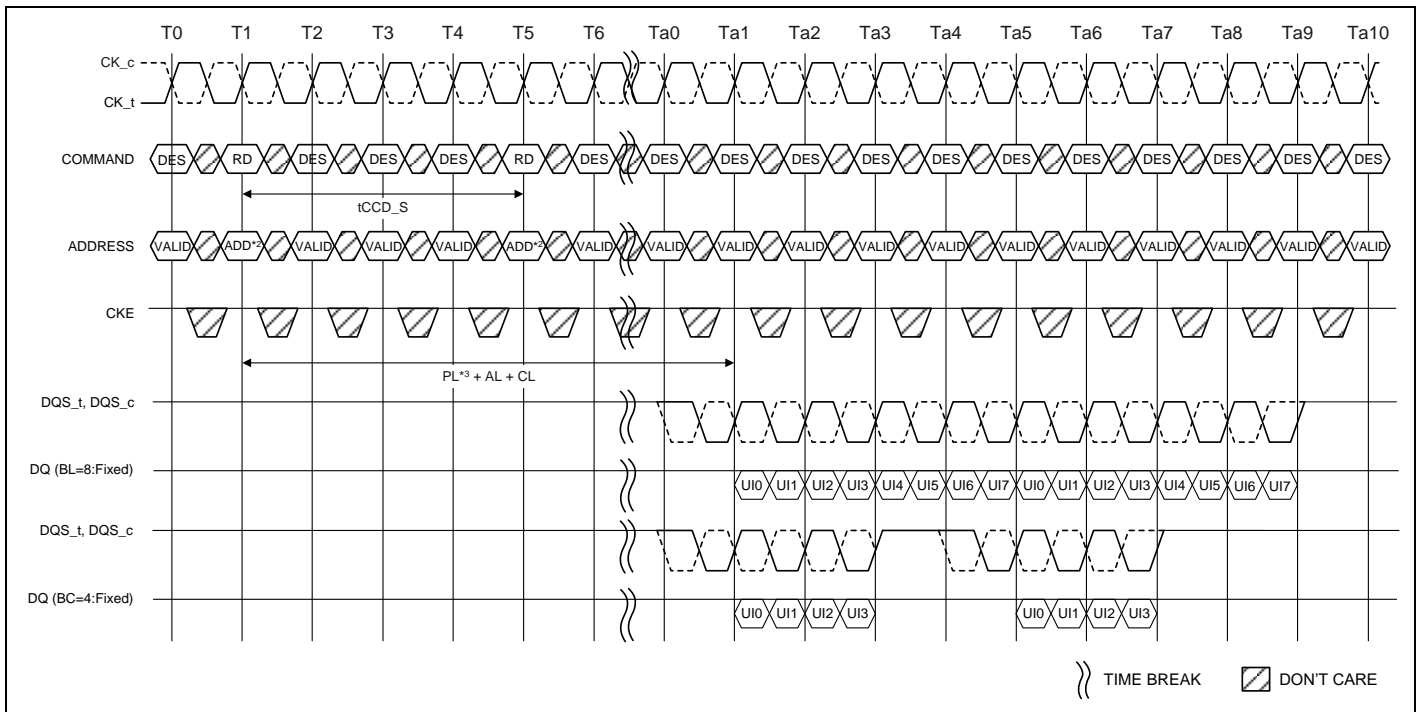 T0 T1 T2 T3 T4 T5 T6 Ta0 Ta1 Ta2 Ta3 Ta4 Ta5 Ta6 Ta7 Ta8 Ta9 Ta10
CK_c
CK_t
COMMAND DES RD DES DES DES RD DES DES DES DES DES DES DES DES DES DES DES DES
tCCD_S
ADDRESS VALID ADD*2 VALID VALID VALID ADD*2 VALID VALID VALID VALID VALID VALID VALID VALID VALID VALID VALID VALID
CKE
PL*3 + AL + CL
DQS_t, DQS_c
DQ (BL=8:Fixed) UI0 UI1 UI2 UI3 UI4 UI5 UI6 UI7 UI0 UI1 UI2 UI3 UI4 UI5 UI6 UI7
DQS_t, DQS_c
DQ (BC=4:Fixed) UI0 UI1 UI2 UI3 UI0 UI1 UI2 UI3
TIME BREAK DON'T CARE